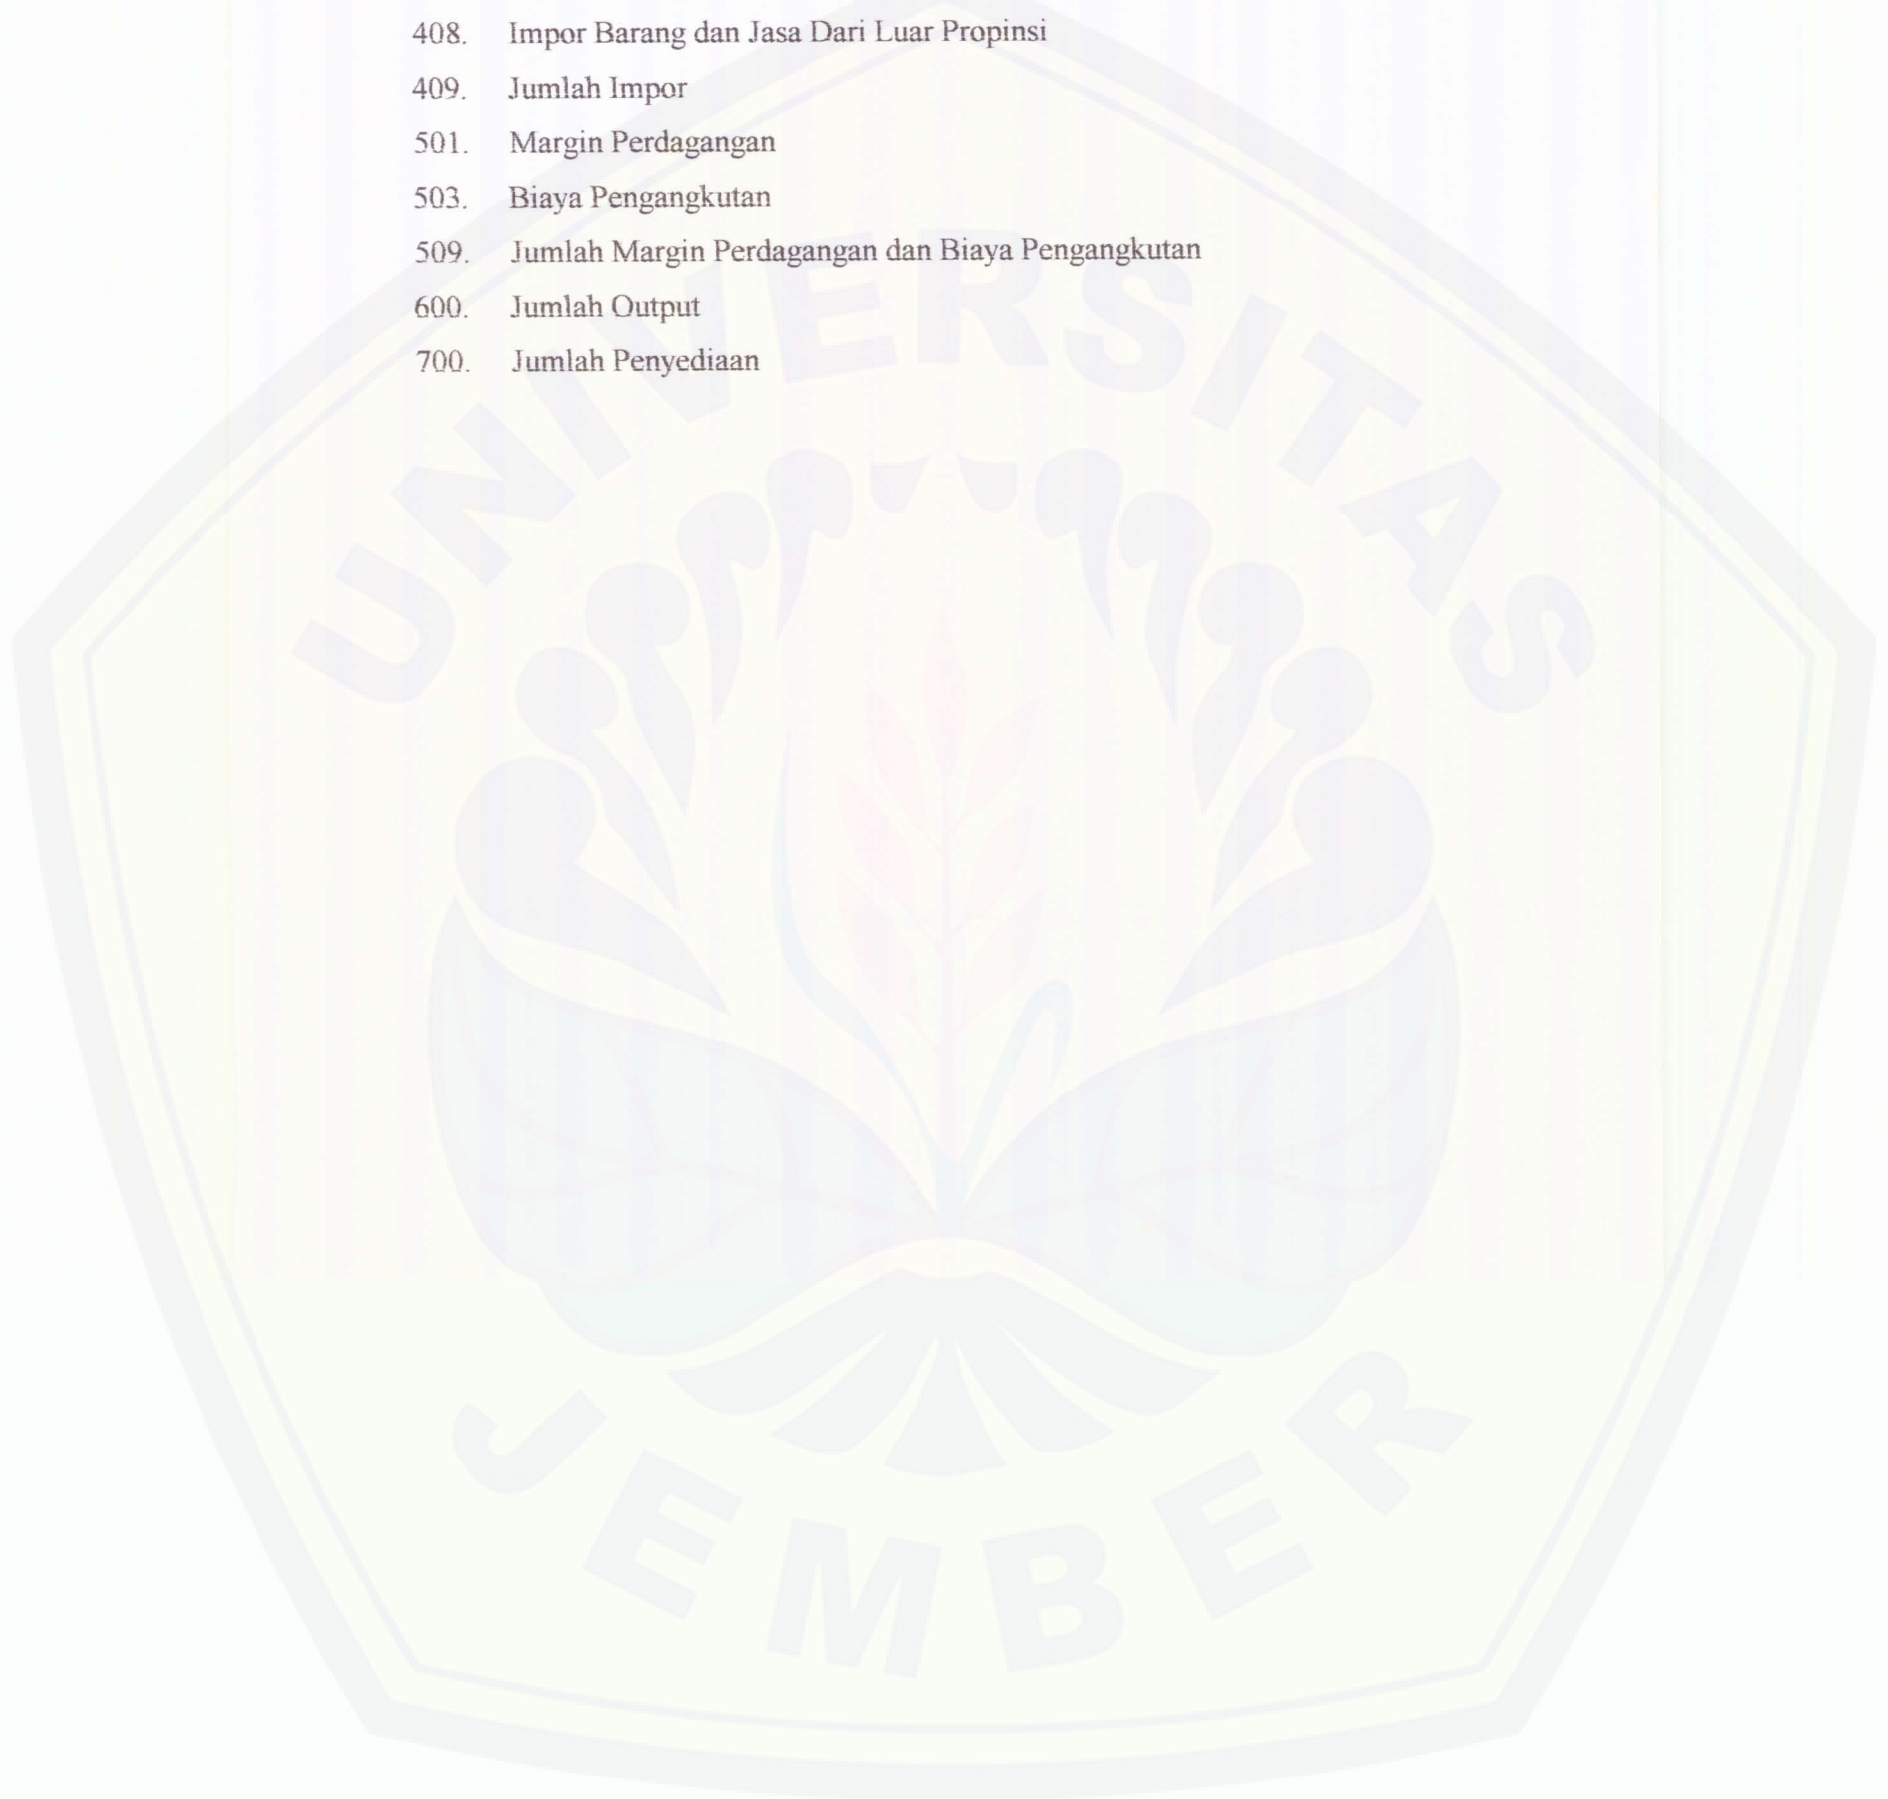 408. Impor Barang dan Jasa Dari Luar Propinsi
409. Jumlah Impor
501. Margin Perdagangan
503. Biaya Pengangkutan
509. Jumlah Margin Perdagangan dan Biaya Pengangkutan
600. Jumlah Output
700. Jumlah Penyediaan
UNIVERSITAS
JEMBER